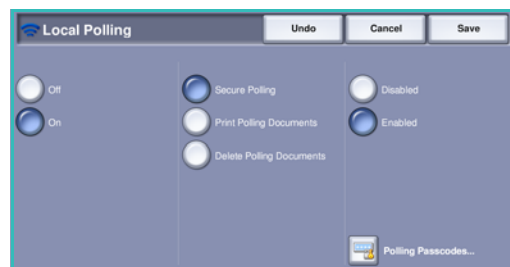 Local Polling
Undo
Cancel
Save
Off
On
Secure Polling
Print Polling Documents
Delete Polling Documents
Disabled
Enabled
Polling Passcodes...